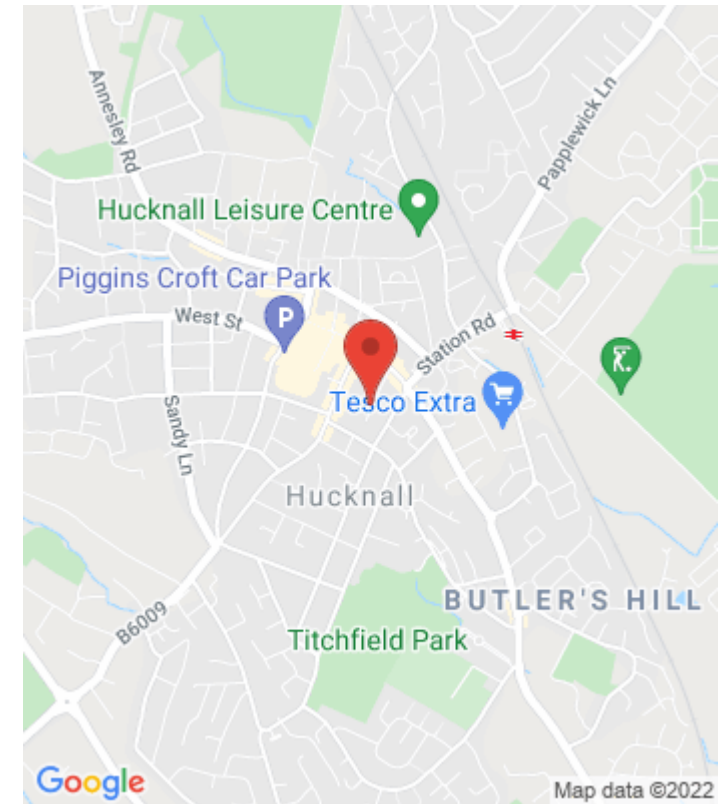 Annesley Rd
Papplewick Ln
Hucknall Leisure Centre
Piggins Croft Car Park
West St
P
Station Rd
Tesco Extra
Sandy Ln
Hucknall
BUTLER'S HILL
B6009
Titchfield Park
Google
Map data ©2022